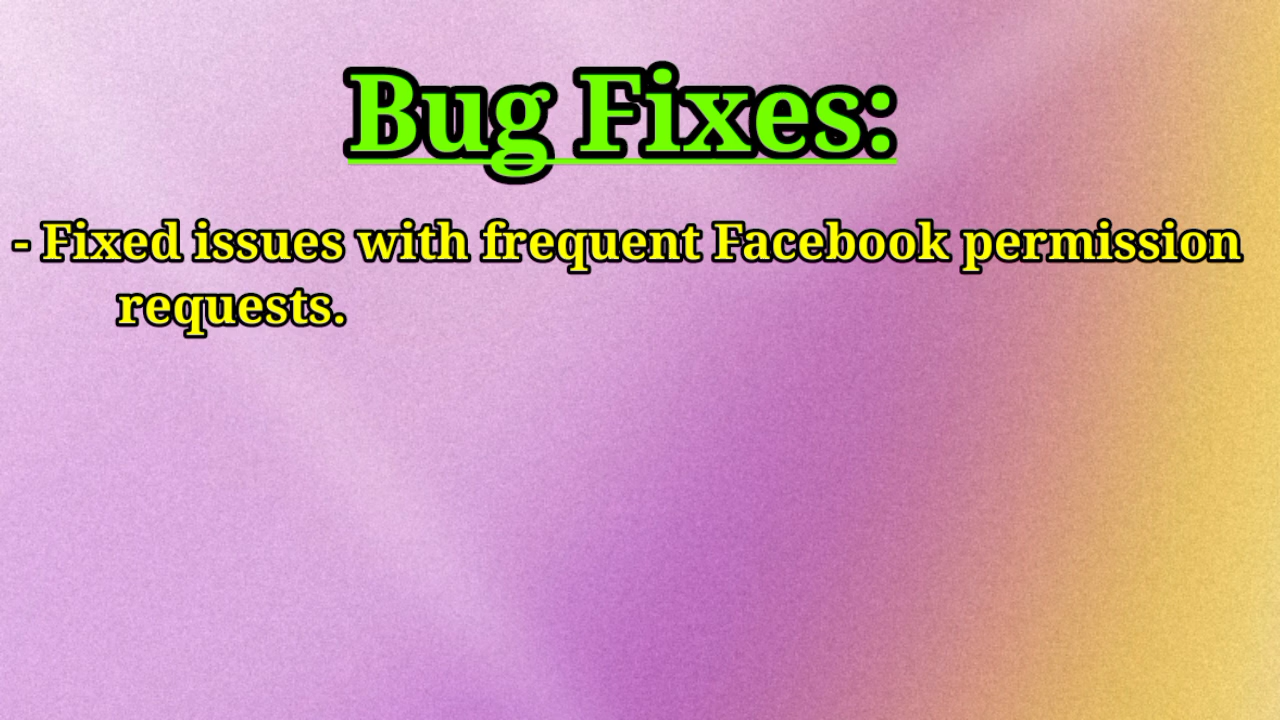 Bug Fixes:
- Fixed issues with frequent Facebook permission
requests.